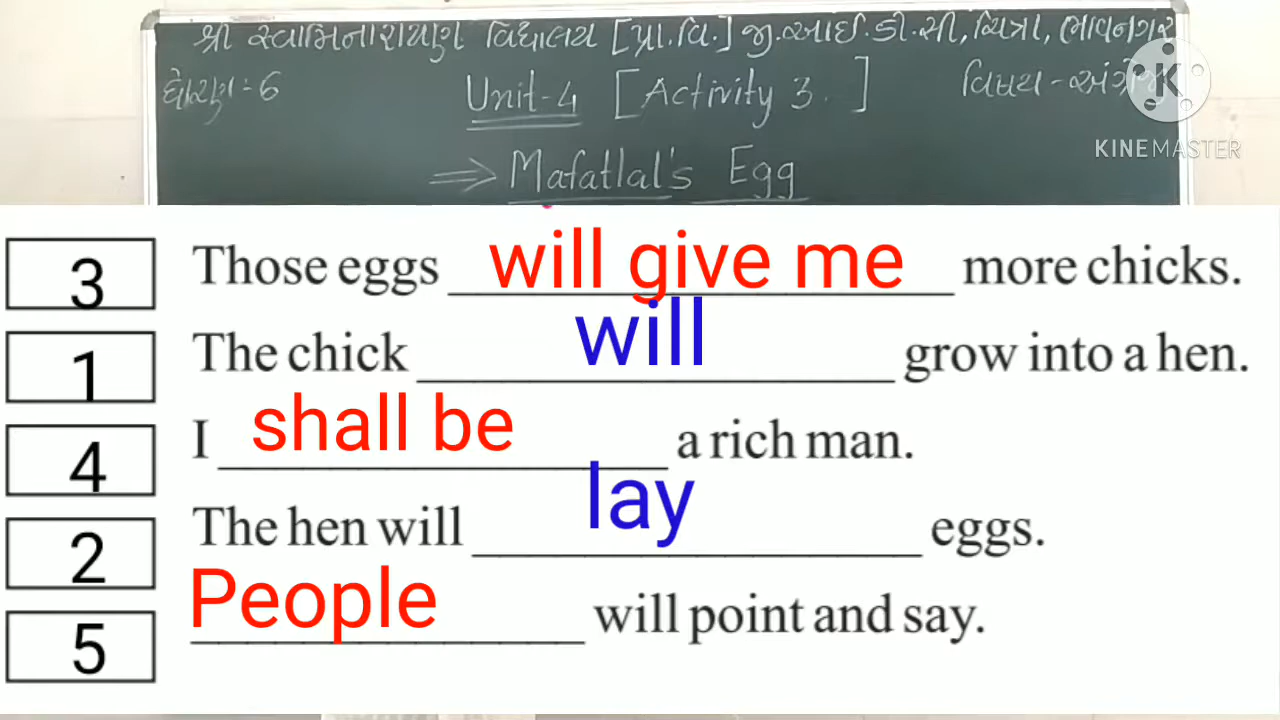 શ્રી સ્વામિનારાયણ વિદ્યાલય [પ્રા.વિ.] જી.આઈ.ડી.સી, ચિત્રા, ભાવનગર
ધોરણ:- 6 Unit-4 [Activity 3.] વિષય - અંગ્રેજી
⇒ Mafatlal's Egg
K
KINEMASTER
3 Those eggs will give me more chicks.
1 The chick will grow into a hen.
4 I shall be a rich man.
2 The hen will lay eggs.
5 People will point and say.